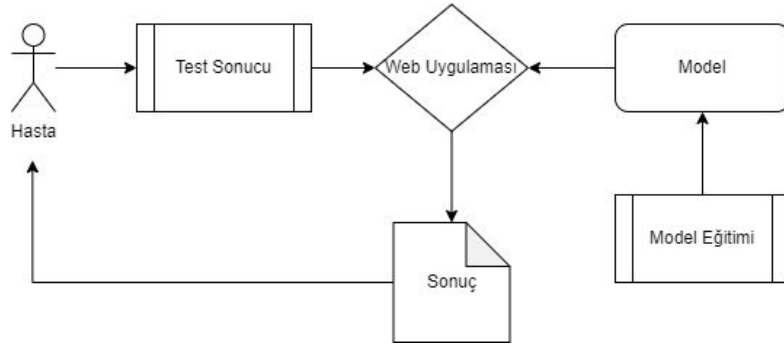 Test Sonucu
Web Uygulaması
Model
Hasta
Model Eğitimi
Sonuç